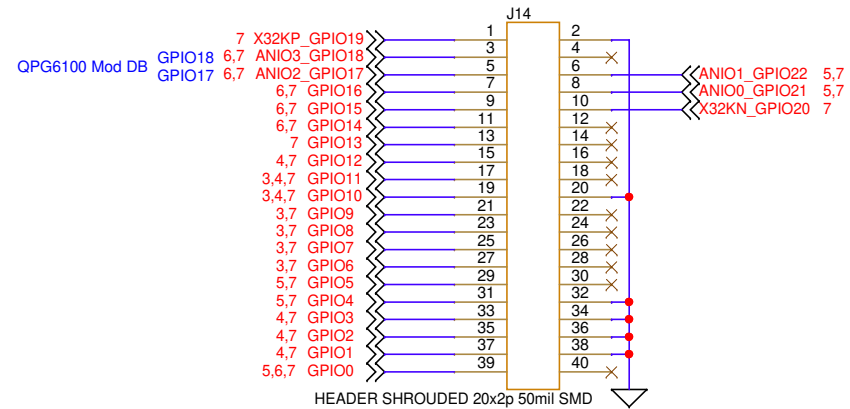 J14
7 X32KP_GPIO19 1 2
GPIO18 6,7 ANIO3_GPIO18 3 4
QPG6100 Mod DB
GPIO17 6,7 ANIO2_GPIO17 5 6 ANIO1_GPIO22 5,7
6,7 GPIO16 7 8 ANIO0_GPIO21 5,7
6,7 GPIO15 9 10 X32KN_GPIO20 7
6,7 GPIO14 11 12
7 GPIO13 13 14
4,7 GPIO12 15 16
3,4,7 GPIO11 17 18
3,4,7 GPIO10 19 20
3,7 GPIO9 21 22
3,7 GPIO8 23 24
3,7 GPIO7 25 26
3,7 GPIO6 27 28
5,7 GPIO5 29 30
5,7 GPIO4 31 32
4,7 GPIO3 33 34
4,7 GPIO2 35 36
4,7 GPIO1 37 38
5,6,7 GPIO0 39 40
HEADER SHROUDED 20x2p 50mil SMD